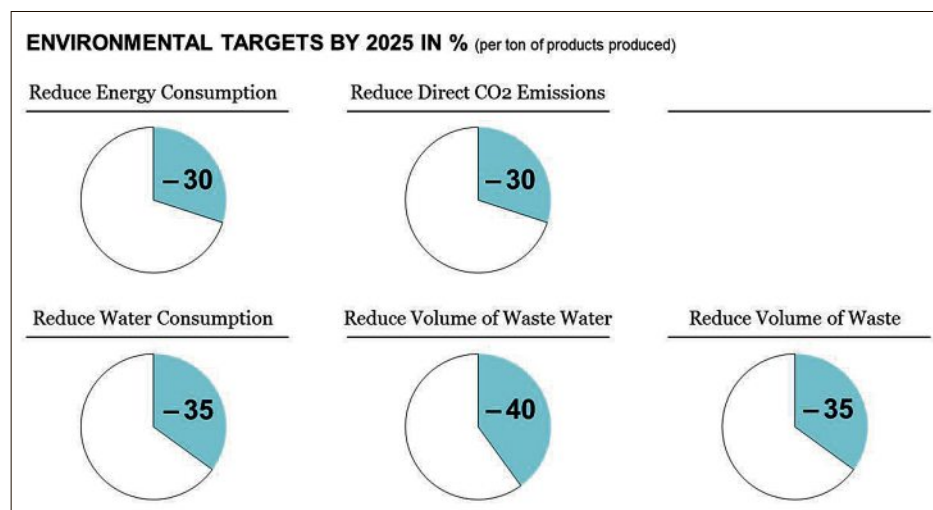 ENVIRONMENTAL TARGETS BY 2025 IN % (per ton of products produced)
Reduce Energy Consumption
Reduce Direct CO2 Emissions
– 30
– 30
Reduce Water Consumption
Reduce Volume of Waste Water
Reduce Volume of Waste
– 35
– 40
– 35